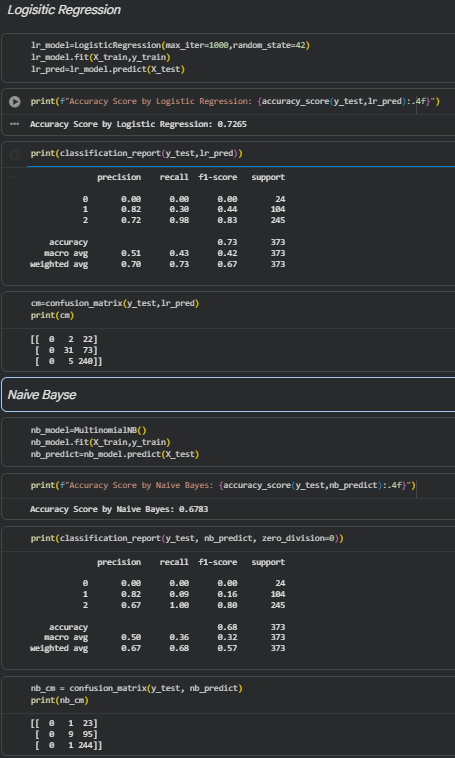 Logisitic Regression
lr_model=LogisticRegression(max_iter=1000,random_state=42)
lr_model.fit(X_train,y_train)
lr_pred=lr_model.predict(X_test)
print(f"Accuracy Score by Logistic Regression: {accuracy_score(y_test,lr_pred):.4f}")
Accuracy Score by Logistic Regression: 0.7265
print(classification_report(y_test,lr_pred))
precision recall f1-score support
0 0.00 0.00 0.00 24
1 0.82 0.30 0.44 104
2 0.72 0.98 0.83 245
accuracy 0.73 373
macro avg 0.51 0.43 0.42 373
weighted avg 0.70 0.73 0.67 373
cm=confusion_matrix(y_test,lr_pred)
print(cm)
[[ 0 2 22]
[ 0 31 73]
[ 0 5 240]]
Naive Bayse
nb_model=MultinomialNB()
nb_model.fit(X_train,y_train)
nb_predict=nb_model.predict(X_test)
print(f"Accuracy Score by Naive Bayes: {accuracy_score(y_test,nb_predict):.4f}")
Accuracy Score by Naive Bayes: 0.6783
print(classification_report(y_test, nb_predict, zero_division=0))
precision recall f1-score support
0 0.00 0.00 0.00 24
1 0.82 0.09 0.16 104
2 0.67 1.00 0.80 245
accuracy 0.68 373
macro avg 0.50 0.36 0.32 373
weighted avg 0.67 0.68 0.57 373
nb_cm = confusion_matrix(y_test, nb_predict)
print(nb_cm)
[[ 0 1 23]
[ 0 9 95]
[ 0 1 244]]